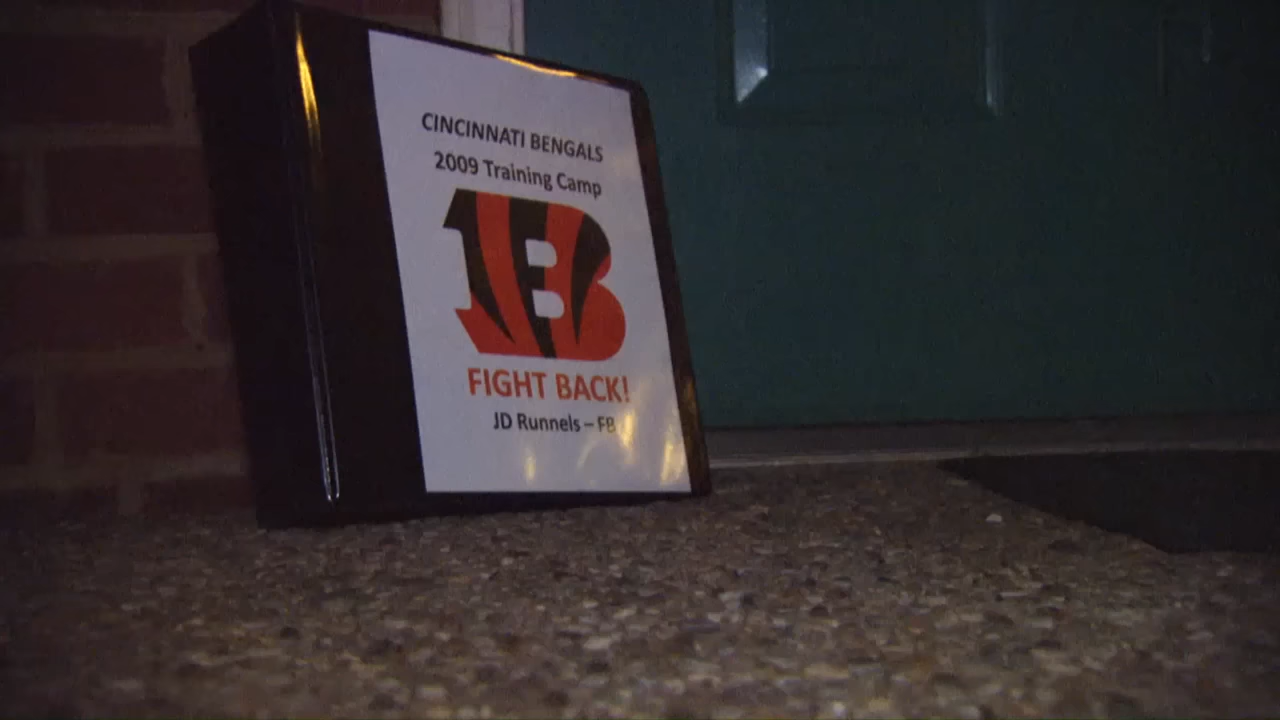 CINCINNATI BENGALS
2009 Training Camp
B
FIGHT BACK!
JD Runnels – FB